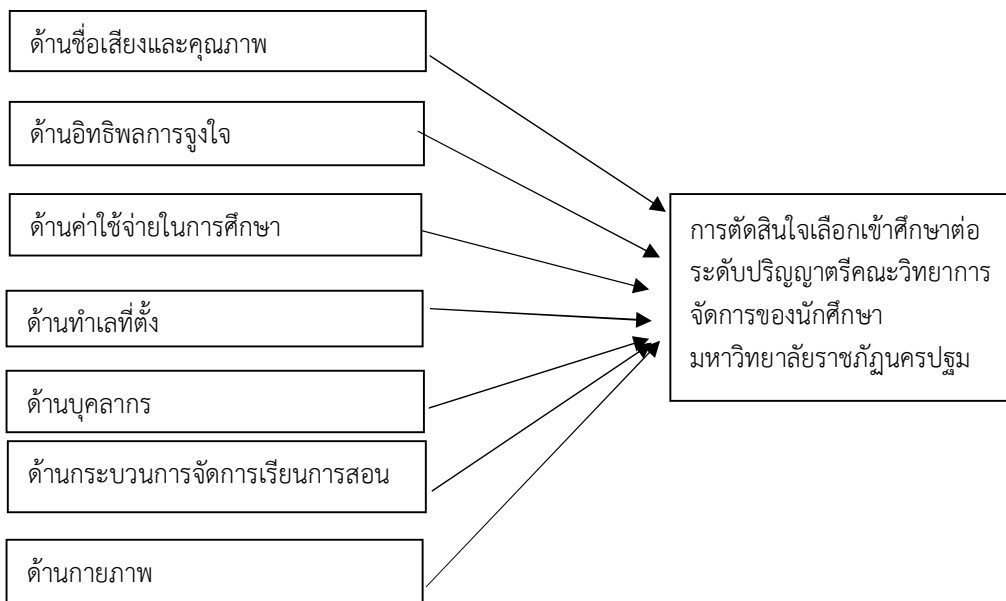 ด้านชื่อเสียงและคุณภาพ
ด้านอิทธิพลการจูงใจ
ด้านค่าใช้จ่ายในการศึกษา
ด้านทำเลที่ตั้ง
ด้านบุคลากร
ด้านกระบวนการจัดการเรียนการสอน
ด้านกายภาพ
การตัดสินใจเลือกเข้าศึกษาต่อ
ระดับปริญญาตรีคณะวิทยาการ
จัดการของนักศึกษา
มหาวิทยาลัยราชภัฏนครปฐม